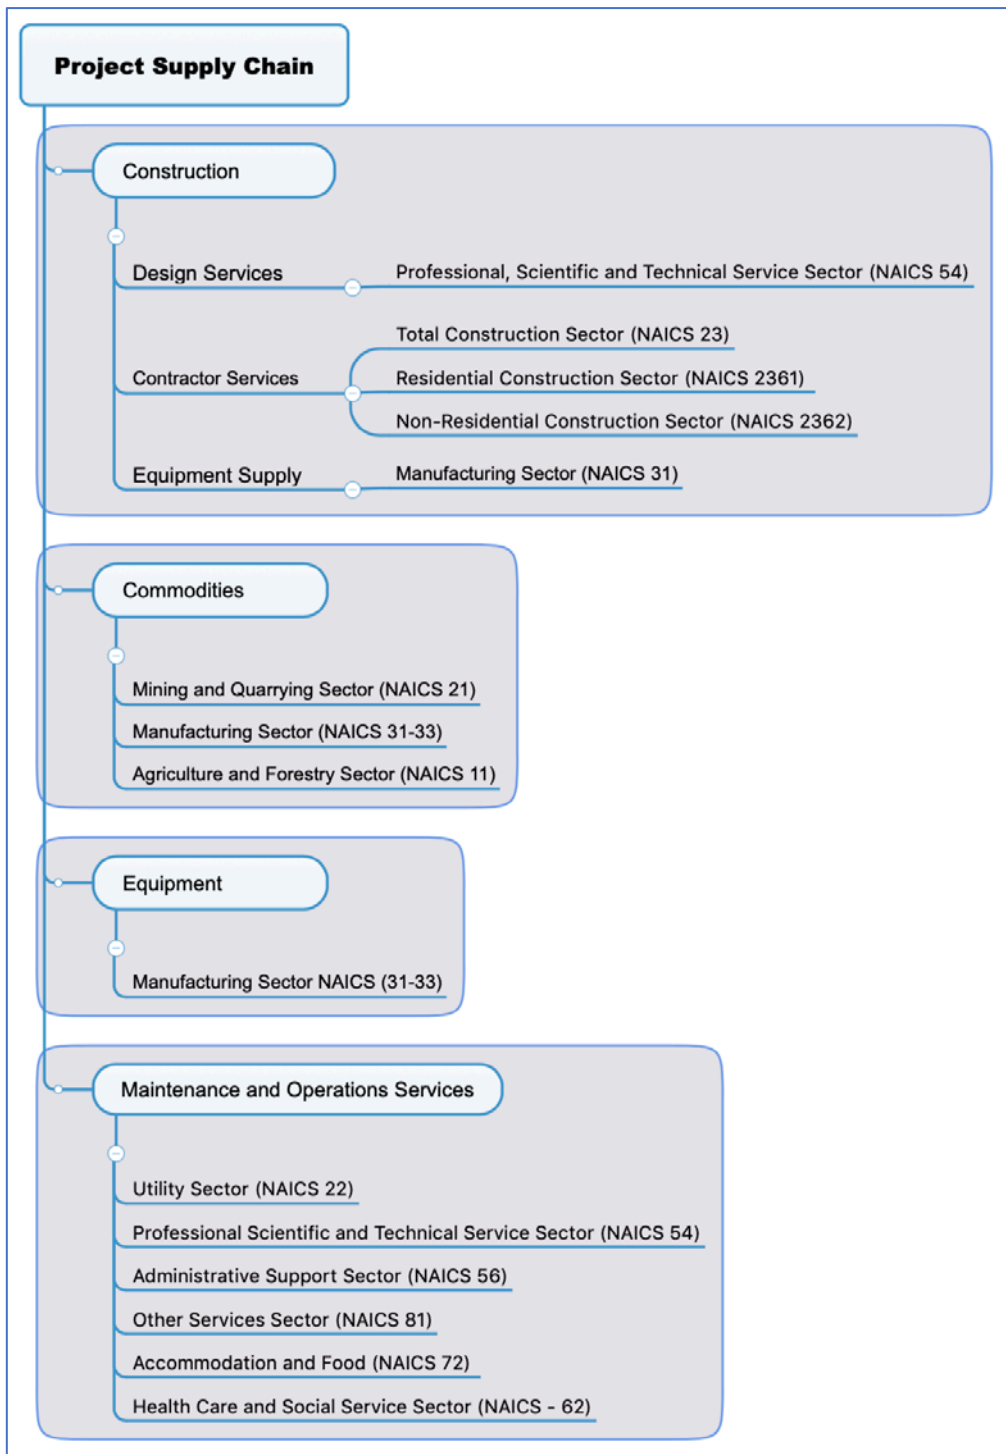 Project Supply Chain
Construction
Design Services
Professional, Scientific and Technical Service Sector (NAICS 54)
Contractor Services
Total Construction Sector (NAICS 23)
Residential Construction Sector (NAICS 2361)
Non-Residential Construction Sector (NAICS 2362)
Equipment Supply
Manufacturing Sector (NAICS 31)
Commodities
Mining and Quarrying Sector (NAICS 21)
Manufacturing Sector (NAICS 31-33)
Agriculture and Forestry Sector (NAICS 11)
Equipment
Manufacturing Sector NAICS (31-33)
Maintenance and Operations Services
Utility Sector (NAICS 22)
Professional Scientific and Technical Service Sector (NAICS 54)
Administrative Support Sector (NAICS 56)
Other Services Sector (NAICS 81)
Accommodation and Food (NAICS 72)
Health Care and Social Service Sector (NAICS - 62)